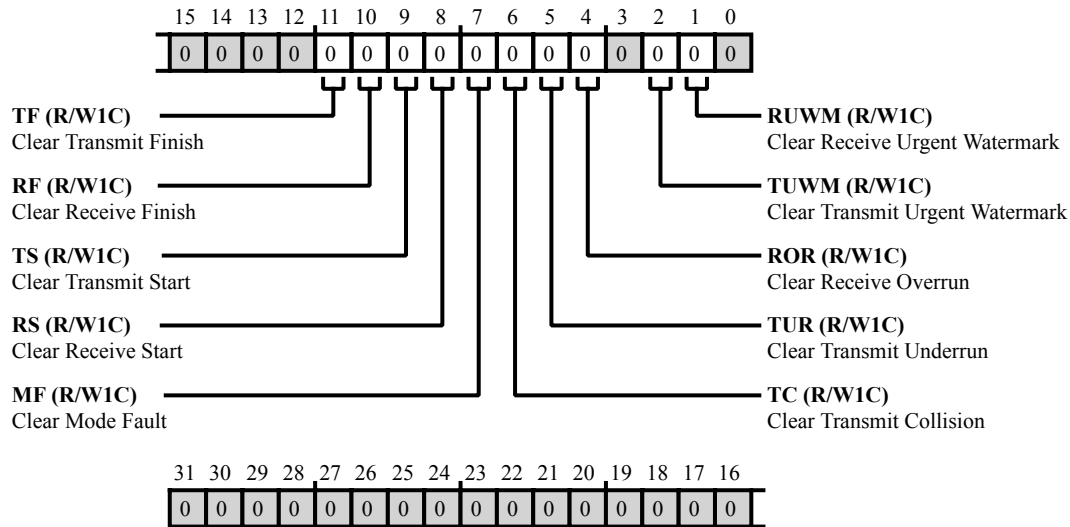 15 14 13 12 11 10 9 8 7 6 5 4 3 2 1 0
0 0 0 0 0 0 0 0 0 0 0 0 0 0 0 0
TF (R/W1C)
Clear Transmit Finish
RF (R/W1C)
Clear Receive Finish
TS (R/W1C)
Clear Transmit Start
RS (R/W1C)
Clear Receive Start
MF (R/W1C)
Clear Mode Fault
RUWM (R/W1C)
Clear Receive Urgent Watermark
TUWM (R/W1C)
Clear Transmit Urgent Watermark
ROR (R/W1C)
Clear Receive Overrun
TUR (R/W1C)
Clear Transmit Underrun
TC (R/W1C)
Clear Transmit Collision
31 30 29 28 27 26 25 24 23 22 21 20 19 18 17 16
0 0 0 0 0 0 0 0 0 0 0 0 0 0 0 0